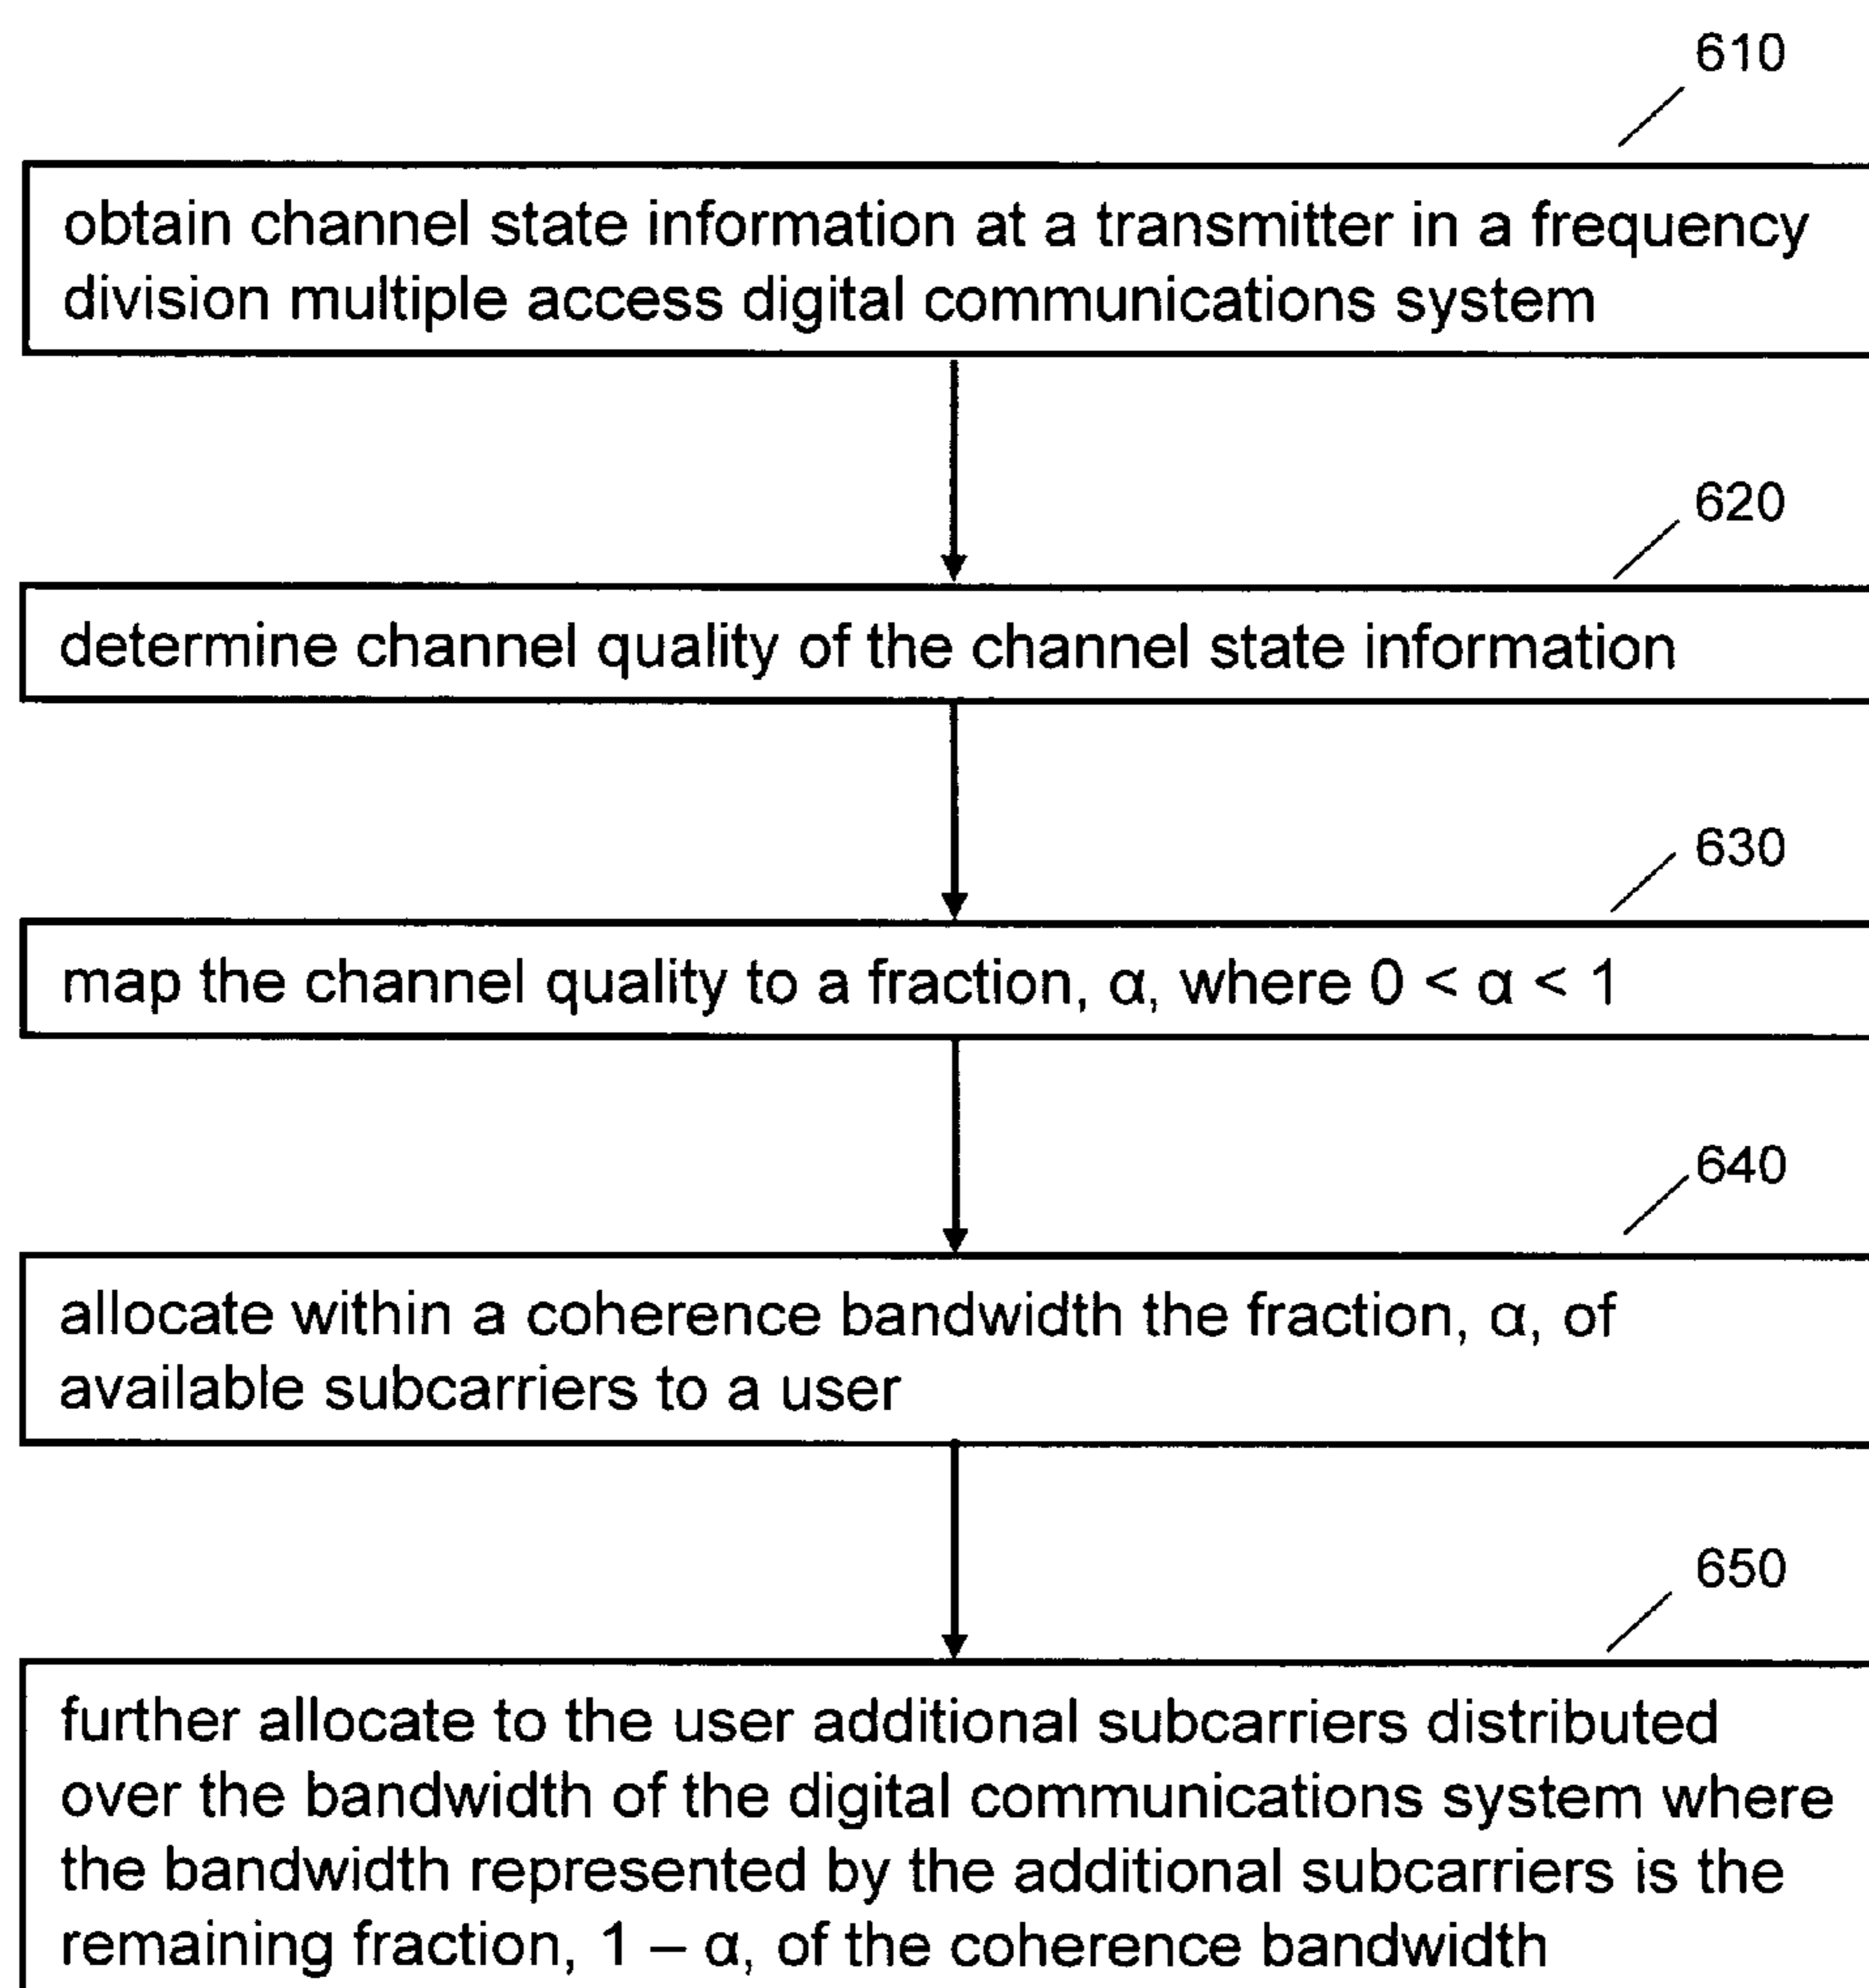 610
obtain channel state information at a transmitter in a frequency
division multiple access digital communications system
620
determine channel quality of the channel state information
630
map the channel quality to a fraction, α, where 0 < α < 1
640
allocate within a coherence bandwidth the fraction, α, of
available subcarriers to a user
650
further allocate to the user additional subcarriers distributed
over the bandwidth of the digital communications system where
the bandwidth represented by the additional subcarriers is the
remaining fraction, 1 – α, of the coherence bandwidth